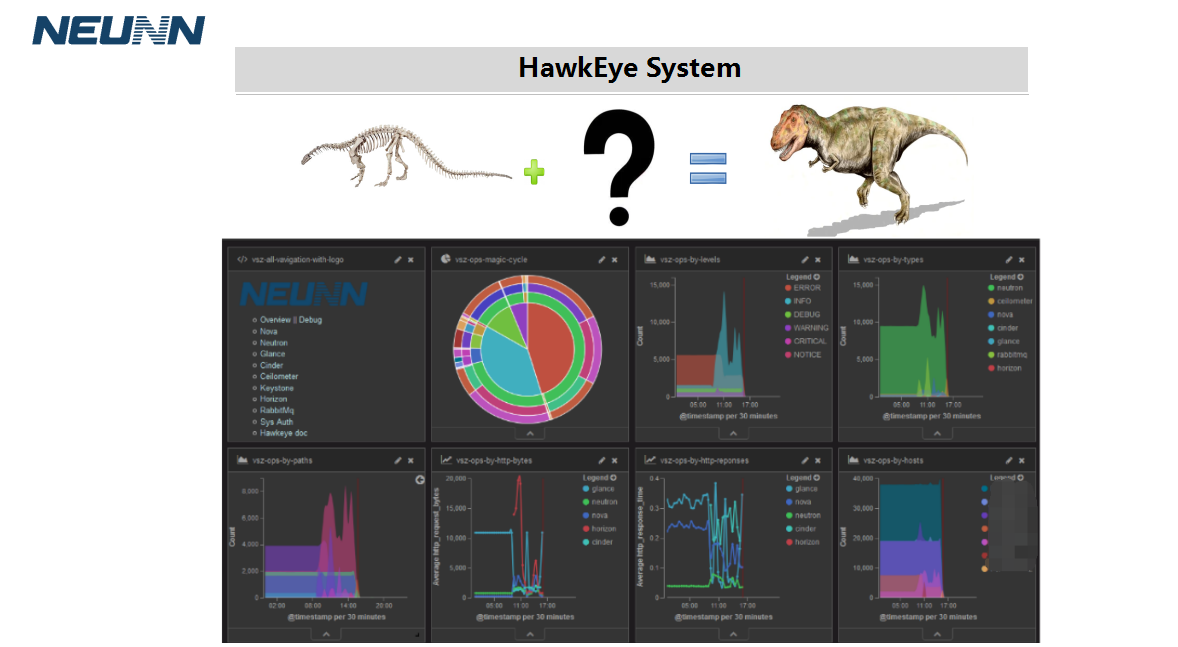 NEUNN
HawkEye System
+
?
=
</> vsz-all-vavigation-with-logo
NEUNN
Overview || Debug
Nova
Neutron
Glance
Cinder
Ceilometer
Keystone
Horizon
RabbitMq
Sys Auth
Hawkeye doc
vsz-ops-magic-cycle
vsz-ops-by-levels
Legend
ERROR
INFO
DEBUG
WARNING
CRITICAL
NOTICE
Count
15,000
10,000
5,000
0
05:00 11:00 17:00
@timestamp per 30 minutes
vsz-ops-by-types
Legend
neutron
ceilometer
nova
cinder
glance
rabbitmq
horizon
Count
15,000
10,000
5,000
0
05:00 11:00 17:00
@timestamp per 30 minutes
vsz-ops-by-paths
Count
8,000
6,000
4,000
2,000
0
02:00 08:00 14:00 20:00
@timestamp per 30 minutes
vsz-ops-by-http-bytes
Legend
glance
neutron
nova
horizon
cinder
Average http_request_bytes
20,000
15,000
10,000
5,000
0
05:00 11:00 17:00
@timestamp per 30 minutes
vsz-ops-by-http-reponses
Legend
glance
nova
neutron
cinder
horizon
Average http_response_time
0.4
0.3
0.2
0.1
0
05:00 11:00 17:00
@timestamp per 30 minutes
vsz-ops-by-hosts
Legend
Count
40,000
30,000
20,000
10,000
0
05:00 11:00 17:00
@timestamp per 30 minutes